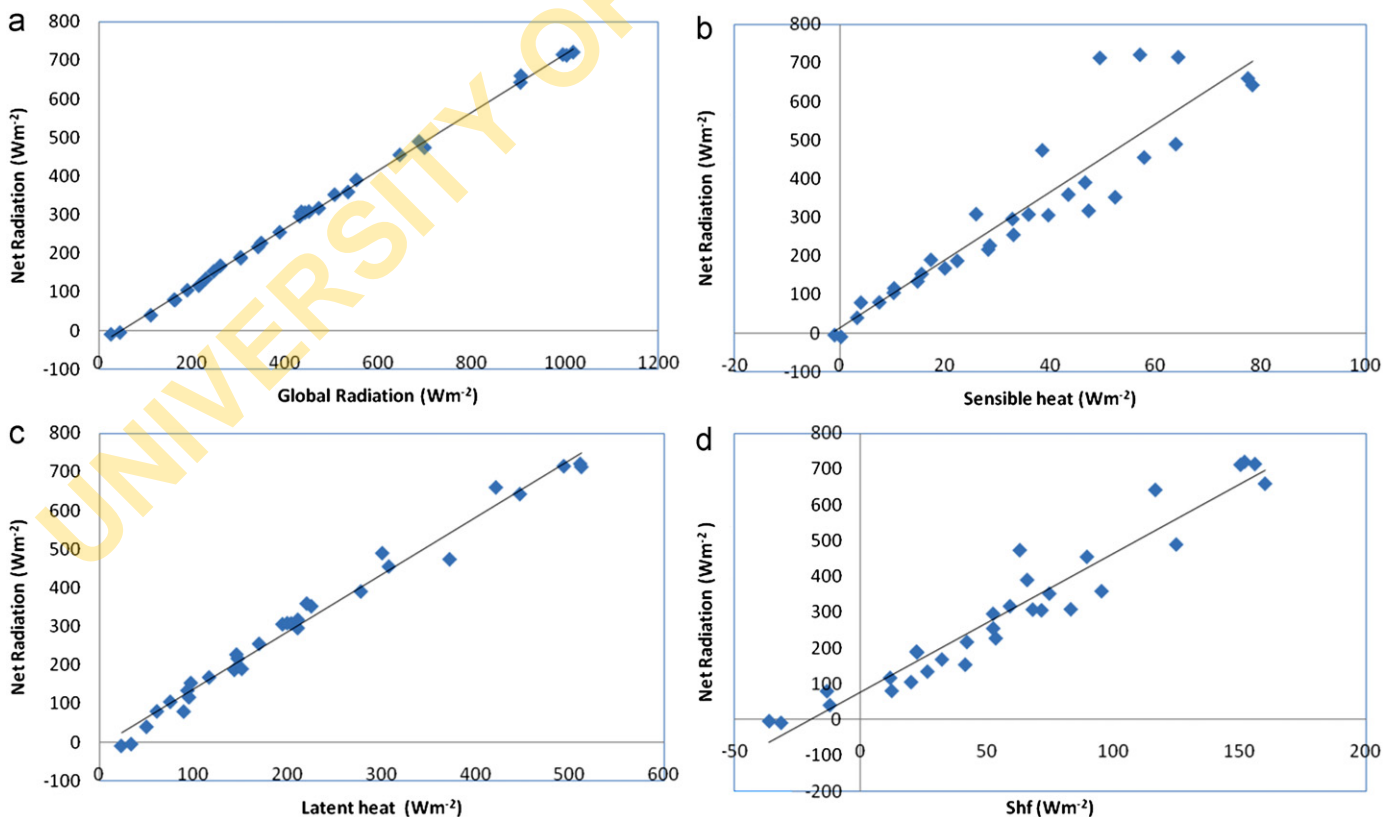 a
800
700
600
500
400
300
200
100
0
-100
Net Radiation (Wm-2)
0 200 400 600 800 1000 1200
Global Radiation (Wm-2)
b
800
700
600
500
400
300
200
100
0
-100
Net Radiation (Wm-2)
-20 0 20 40 60 80 100
Sensible heat (Wm-2)
c
800
700
600
500
400
300
200
100
0
-100
Net Radiation (Wm-2)
0 100 200 300 400 500 600
Latent heat (Wm-2)
d
800
700
600
500
400
300
200
100
0
-100
-200
Net Radiation (Wm-2 )
-50 0 50 100 150 200
Shf (Wm-2)
UNIVERSITY OF